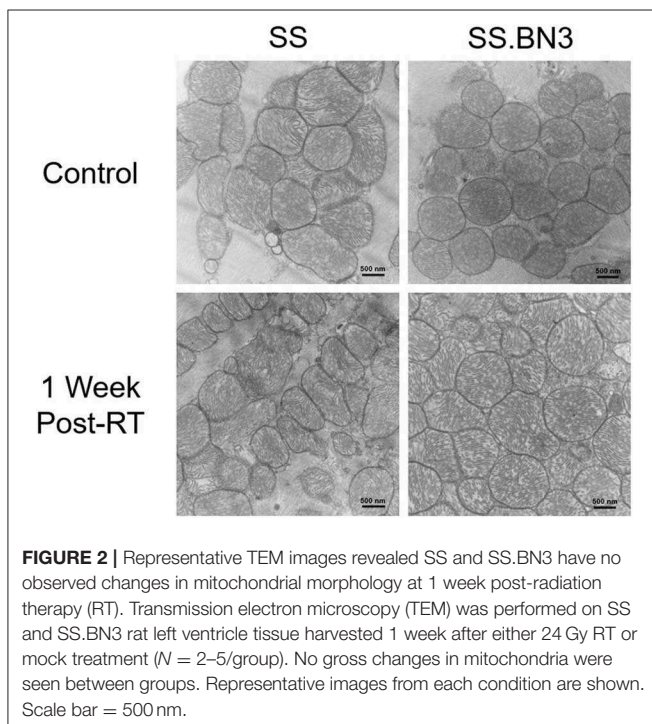 SS SS.BN3
Control
500 nm 500 nm
1 Week
Post-RT
500 nm 500 nm
FIGURE 2 | Representative TEM images revealed SS and SS.BN3 have no
observed changes in mitochondrial morphology at 1 week post-radiation
therapy (RT). Transmission electron microscopy (TEM) was performed on SS
and SS.BN3 rat left ventricle tissue harvested 1 week after either 24 Gy RT or
mock treatment (N = 2–5/group). No gross changes in mitochondria were
seen between groups. Representative images from each condition are shown.
Scale bar = 500 nm.